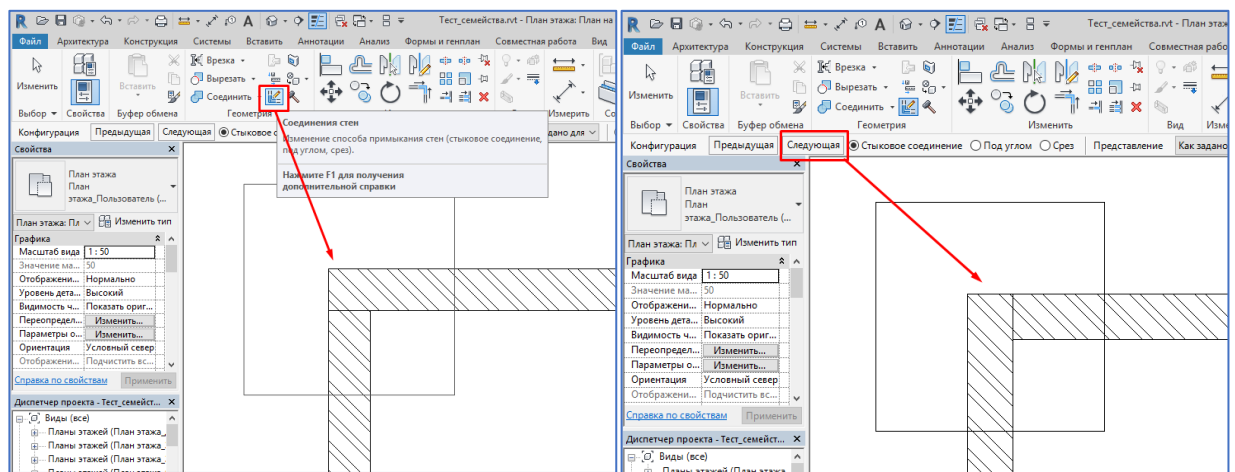 Тест_семейства.rvt - План этажа: План на
Файл Архитектура Конструкция Системы Вставить Аннотации Анализ Формы и генплан Совместная работа Вид
Врезка
Изменить Вставить Вырезать
Соединить
Выбор Свойства Буфер обмена Геометрия Измерить
Конфигурация Предыдущая Следующая
Соединения стен
Изменение способа примыкания стен (стыковое соединение, под углом, срез).
Нажмите F1 для получения
дополнительной справки
Свойства
План этажа
План
этажа_Пользователь (...
План этажа: Пл Изменить тип
Графика
Масштаб вида 1 : 50
Значение ма... 50
Отображени... Нормально
Уровень дета... Высокий
Видимость ч... Показать ориг...
Переопредел... Изменить...
Параметры о... Изменить...
Ориентация Условный север
Отображени... Подчистить вс...
Справка по свойствам Применить
Диспетчер проекта - Тест_семейст...
Виды (все)
Планы этажей (План этажа_
Планы этажей (План этажа_
Тест_семейства.rvt - План этаж
Файл Архитектура Конструкция Системы Вставить Аннотации Анализ Формы и генплан Совместная рабо
Врезка
Изменить Вставить Вырезать
Соединить
Выбор Свойства Буфер обмена Геометрия Изменить Вид Изме
Конфигурация Предыдущая Следующая Стыковое соединение Под углом Срез Представление Как задано
Свойства
План этажа
План
этажа_Пользователь (...
План этажа: Пл Изменить тип
Графика
Масштаб вида 1 : 50
Значение ма... 50
Отображени... Нормально
Уровень дета... Высокий
Видимость ч... Показать ориг...
Переопредел... Изменить...
Параметры о... Изменить...
Ориентация Условный север
Отображени... Подчистить вс...
Справка по свойствам Применить
Диспетчер проекта - Тест_семейст...
Виды (все)